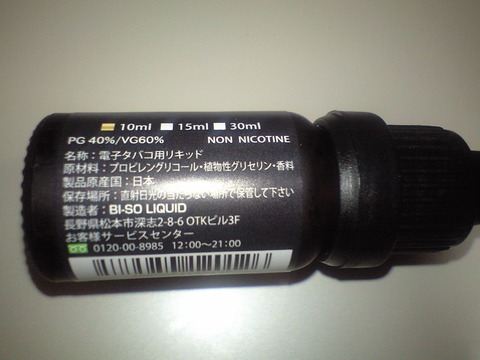 10ml 15ml 30ml
PG 40%/VG60% NON NICOTINE
名称：電子タバコ用リキッド
原材料：プロピレングリコール・植物性グリセリン・香料
製品原産国：日本
保存場所：直射日光の当たらない場所で保管して下さい
製造者：BI-SO LIQUID
長野県松本市深志2-8-6 OTKビル3F
お客様サービスセンター
0120-00-8985 12:00〜21:00